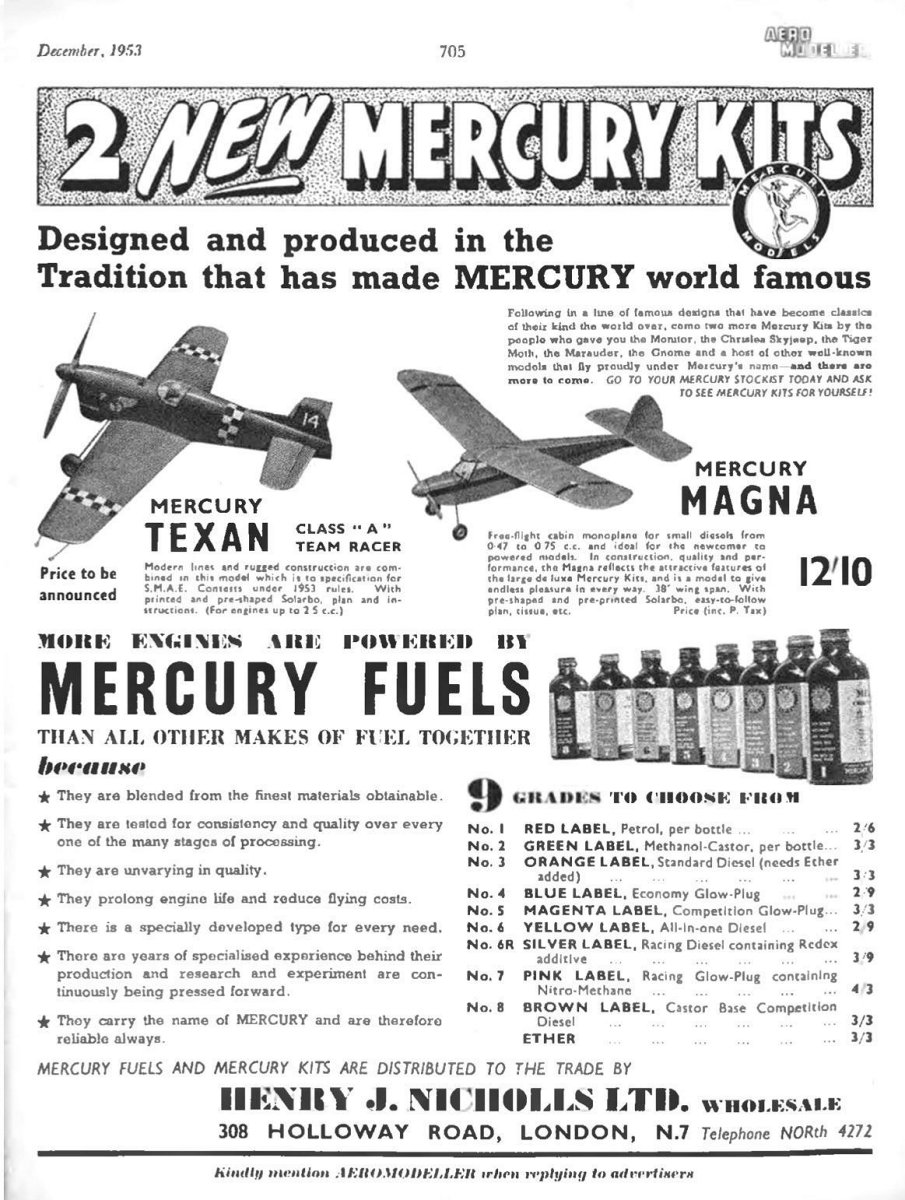 December, 1953
705
AERO
MODELLER
2 NEW MERCURY KITS
MERCURY
MODELS
Designed and produced in the
Tradition that has made MERCURY world famous
Following in a line of famous designs that have become classics
of their kind the world over, come two more Mercury Kits by the
people who gave you the Monitor, the Chrislea Skyjeep, the Tiger
Moth, the Marauder, the Gnome and a host of other well-known
models that fly proudly under Mercury's name—and there are
more to come. GO TO YOUR MERCURY STOCKIST TODAY AND ASK
TO SEE MERCURY KITS FOR YOURSELF!
14
MERCURY
TEXAN
CLASS "A"
TEAM RACER
Price to be
announced
Modern lines and rugged construction are com-
bined in this model which is to specification for
S.M.A.E. Contests under 1953 rules. With
printed and pre-shaped Solarbo, plan and in-
structions. (For engines up to 2·5 c.c.)
MERCURY
MAGNA
Free-flight cabin monoplane for small diesels from
0·47 to 0·75 c.c. and ideal for the newcomer to
powered models. In construction, quality and per-
formance, the Magna reflects the attractive features of
the large de luxe Mercury Kits, and is a model to give
endless pleasure in every way. 38" wing span. With
pre-shaped and pre-printed Solarbo, easy-to-follow
plan, tissue, etc. Price (inc. P. Tax)
12'10
MORE ENGINES ARE POWERED BY
MERCURY FUELS
THAN ALL OTHER MAKES OF FUEL TOGETHER
because
★ They are blended from the finest materials obtainable.
★ They are tested for consistency and quality over every
one of the many stages of processing.
★ They are unvarying in quality.
★ They prolong engine life and reduce flying costs.
★ There is a specially developed type for every need.
★ There are years of specialised experience behind their
production and research and experiment are con-
tinuously being pressed forward.
★ They carry the name of MERCURY and are therefore
reliable always.
8 7 6 5 4 3 2 1
9 GRADES TO CHOOSE FROM
No. 1 RED LABEL, Petrol, per bottle ... ... ... 2/6
No. 2 GREEN LABEL, Methanol-Castor, per bottle... 3/3
No. 3 ORANGE LABEL, Standard Diesel (needs Ether
added) ... ... ... ... ... 3/3
No. 4 BLUE LABEL, Economy Glow-Plug ... ... 2/9
No. 5 MAGENTA LABEL, Competition Glow-Plug... 3/3
No. 6 YELLOW LABEL, All-in-one Diesel ... ... 2/9
No. 6R SILVER LABEL, Racing Diesel containing Redex
additive ... ... ... ... ... 3/9
No. 7 PINK LABEL, Racing Glow-Plug containing
Nitro-Methane ... ... ... ... 4/3
No. 8 BROWN LABEL, Castor Base Competition
Diesel ... ... ... ... ... 3/3
ETHER ... ... ... ... ... 3/3
MERCURY FUELS AND MERCURY KITS ARE DISTRIBUTED TO THE TRADE BY
HENRY J. NICHOLLS LTD. WHOLESALE
308 HOLLOWAY ROAD, LONDON, N.7 Telephone NORth 4272
Kindly mention AEROMODELLER when replying to advertisers